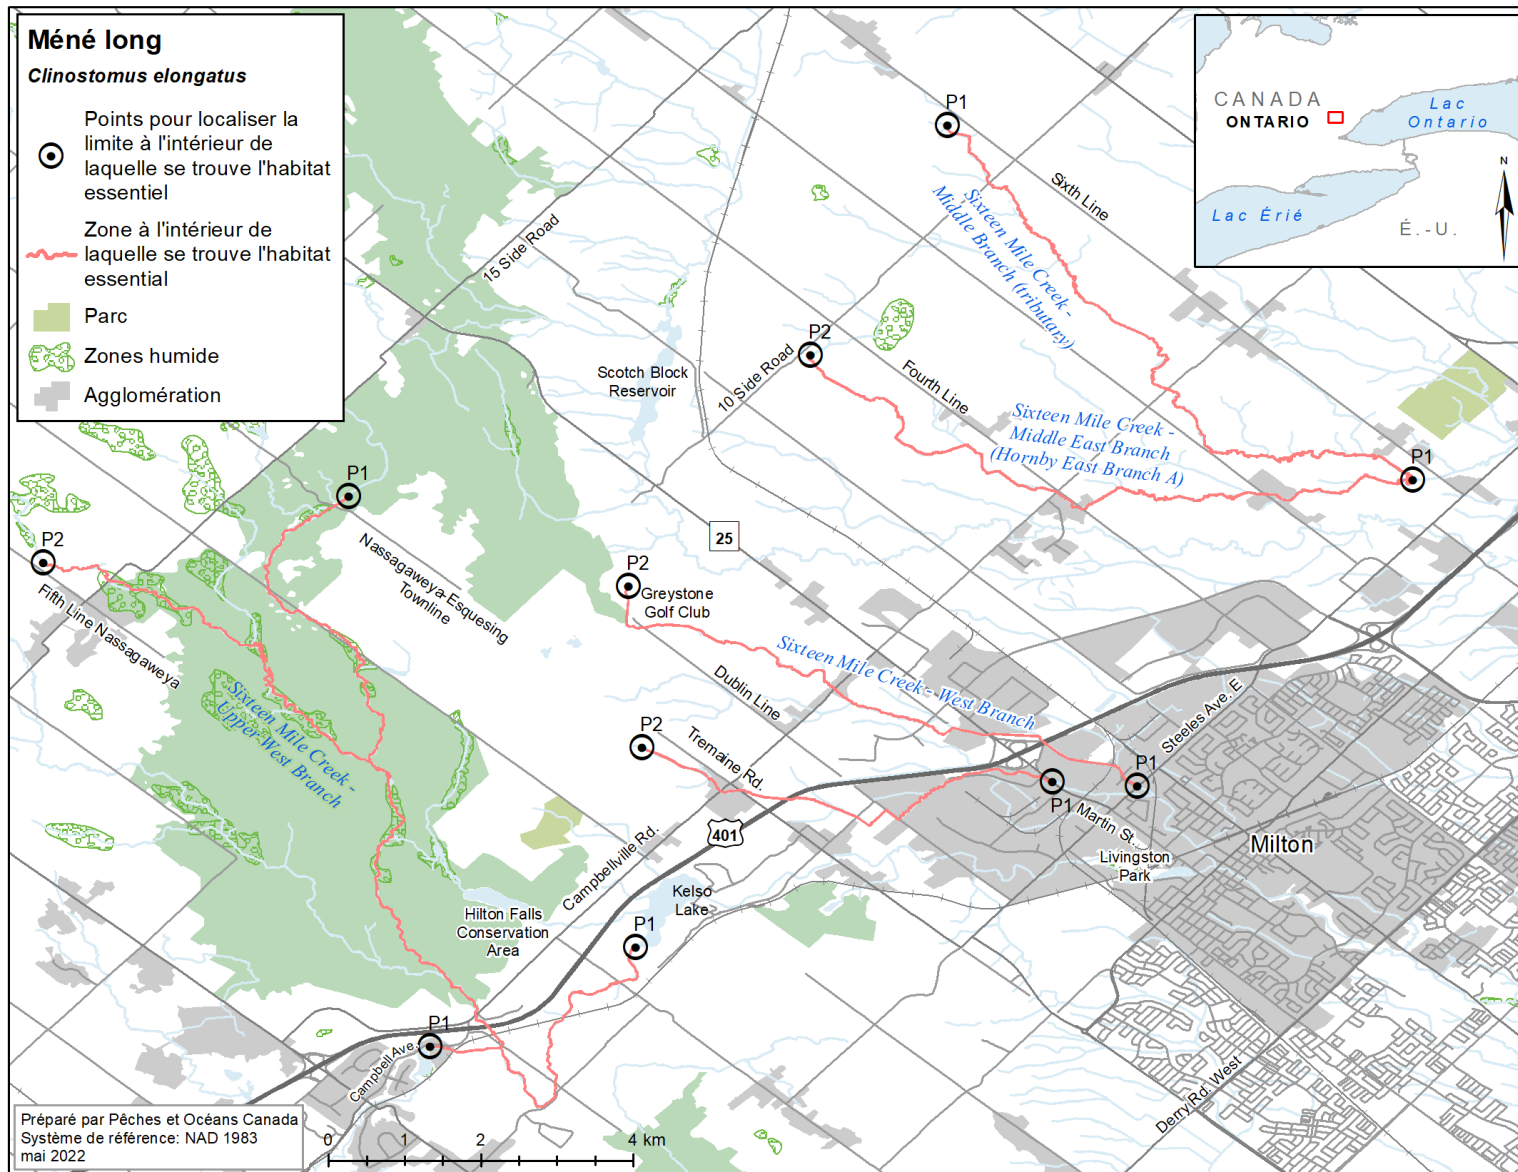 Méné long
Clinostomus elongatus
Points pour localiser la
limite à l'intérieur de
laquelle se trouve l'habitat
essentiel
Zone à l'intérieur de
laquelle se trouve l'habitat
essential
Parc
Zones humide
Agglomération
CANADA
ONTARIO
Lac
Ontario
Lac Érié
É.-U.
N
P1
Sixth Line
Sixteen Mile Creek -
Middle Branch (tributary)
15 Side Road
P2
10 Side Road
Scotch Block
Reservoir
Fourth Line
Sixteen Mile Creek -
Middle East Branch
(Hornby East Branch A)
P1
P1
P2
Nassagaweya-Esquesing
Townline
Fifth Line Nassagaweya
25
P2
Greystone
Golf Club
Sixteen Mile Creek - West Branch
Dublin Line
Sixteen Mile Creek -
Upper West Branch
P2
Tremaine Rd.
Steeles Ave. E
P1
P1
Martin St.
Livingston
Park
Milton
401
Campbellville Rd.
Kelso
Lake
Hilton Falls
Conservation
Area
P1
P1
Campbell Ave.
Derry Rd. West
Préparé par Pêches et Océans Canada
Système de référence: NAD 1983
mai 2022
0 1 2 4 km